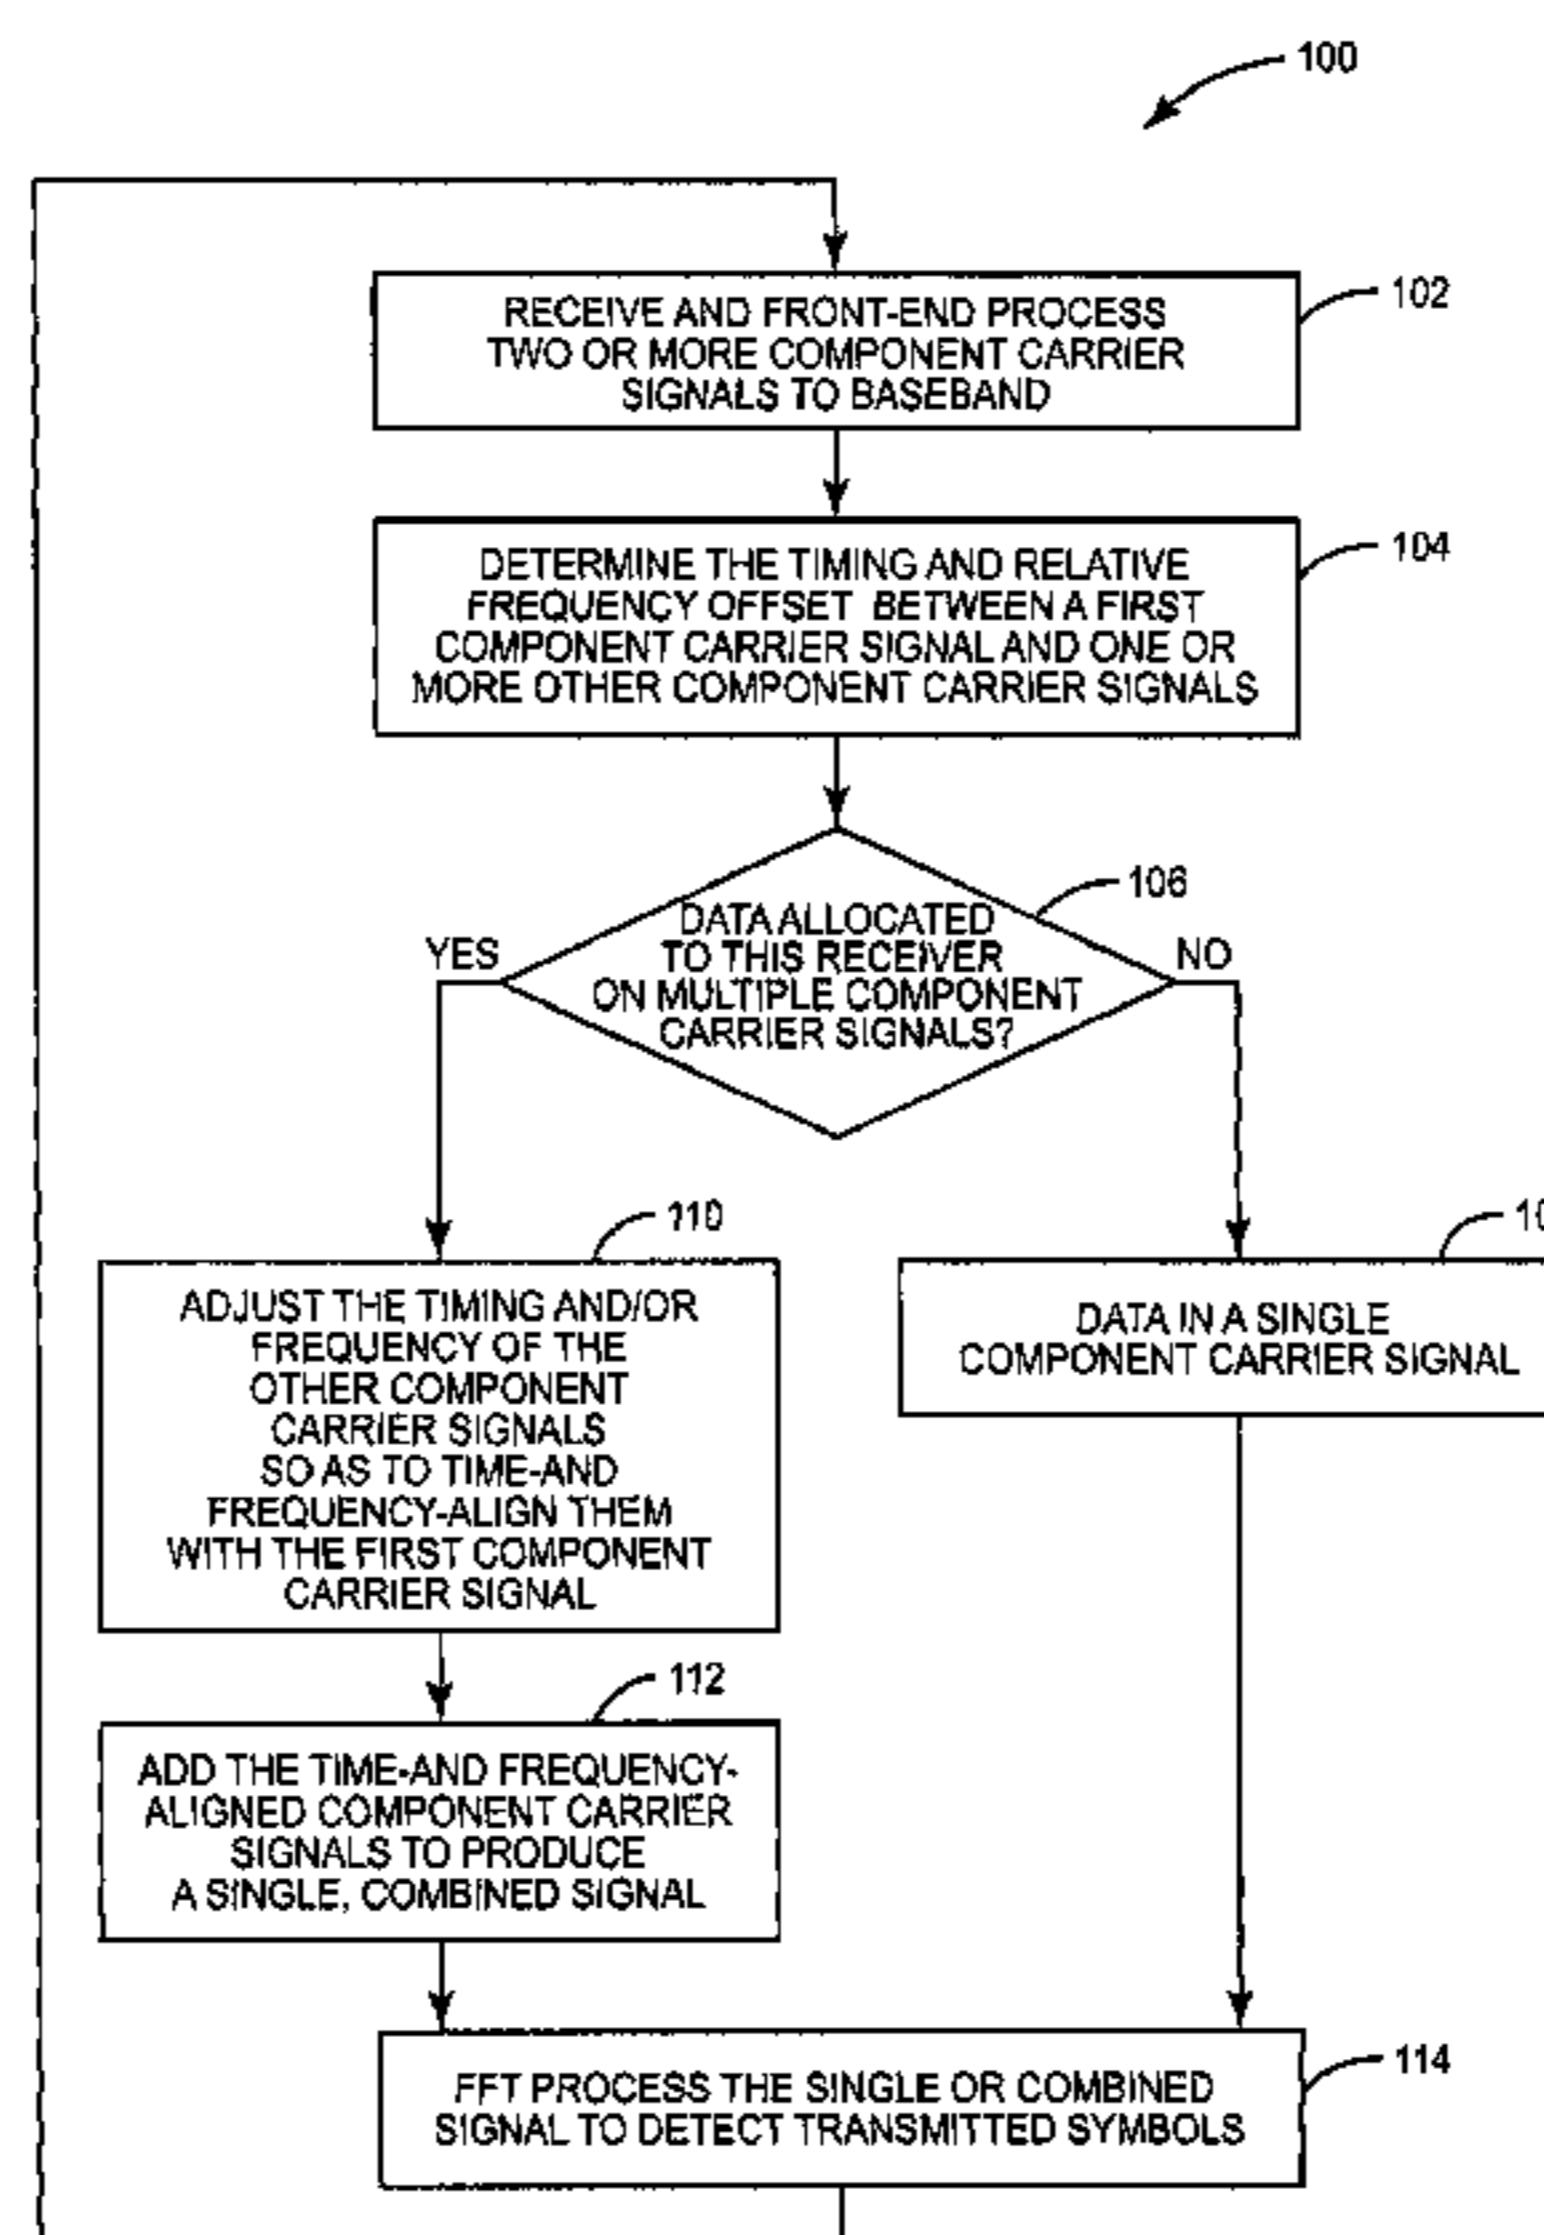 100
RECEIVE AND FRONT-END PROCESS
TWO OR MORE COMPONENT CARRIER
SIGNALS TO BASEBAND
102
DETERMINE THE TIMING AND RELATIVE
FREQUENCY OFFSET BETWEEN A FIRST
COMPONENT CARRIER SIGNAL AND ONE OR
MORE OTHER COMPONENT CARRIER SIGNALS
104
DATA ALLOCATED
TO THIS RECEIVER
ON MULTIPLE COMPONENT
CARRIER SIGNALS?
106
YES
NO
110
ADJUST THE TIMING AND/OR
FREQUENCY OF THE
OTHER COMPONENT
CARRIER SIGNALS
SO AS TO TIME-AND
FREQUENCY-ALIGN THEM
WITH THE FIRST COMPONENT
CARRIER SIGNAL
DATA IN A SINGLE
COMPONENT CARRIER SIGNAL
112
ADD THE TIME-AND FREQUENCY-
ALIGNED COMPONENT CARRIER
SIGNALS TO PRODUCE
A SINGLE, COMBINED SIGNAL
FFT PROCESS THE SINGLE OR COMBINED
SIGNAL TO DETECT TRANSMITTED SYMBOLS
114